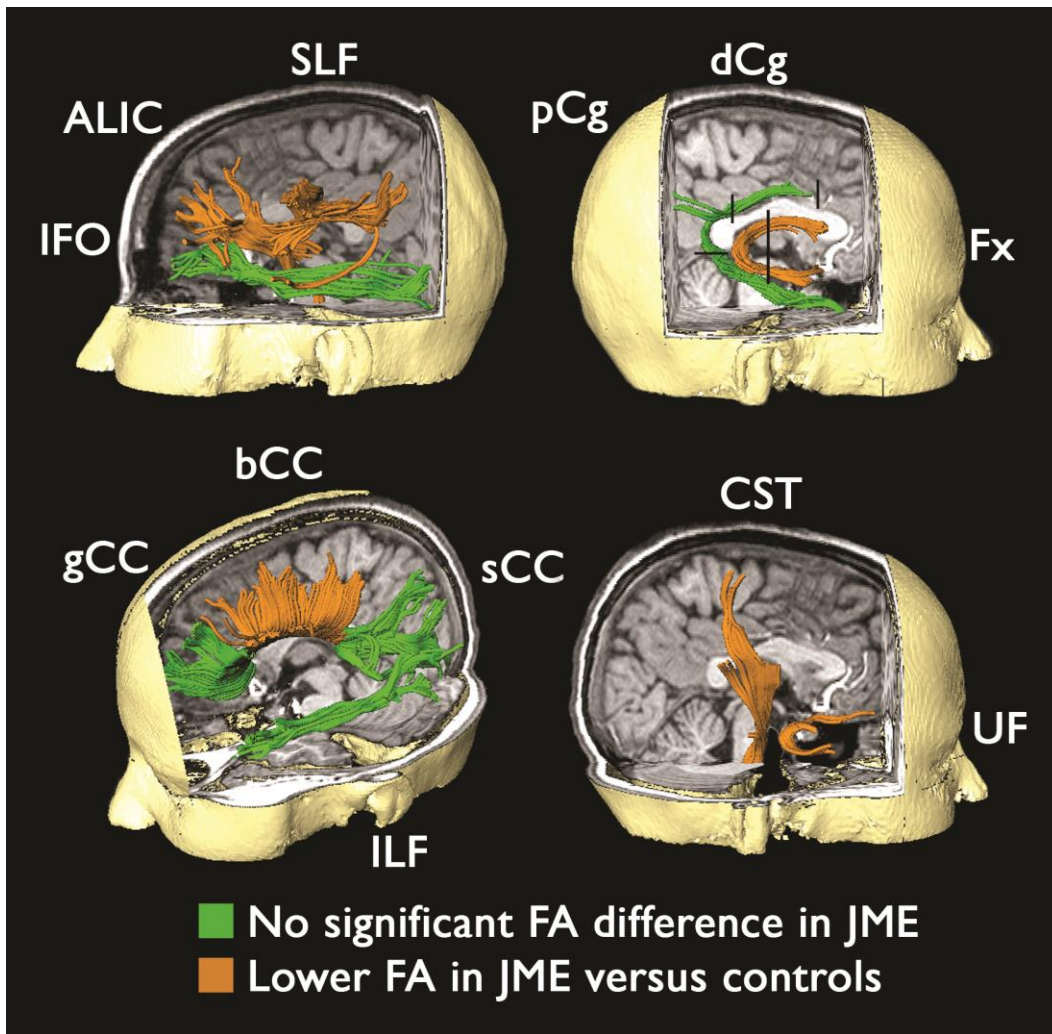 SLF
dCg
ALIC
pCg
IFO
Fx
bCC
CST
gCC
sCC
UF
ILF
No significant FA difference in JME
Lower FA in JME versus controls